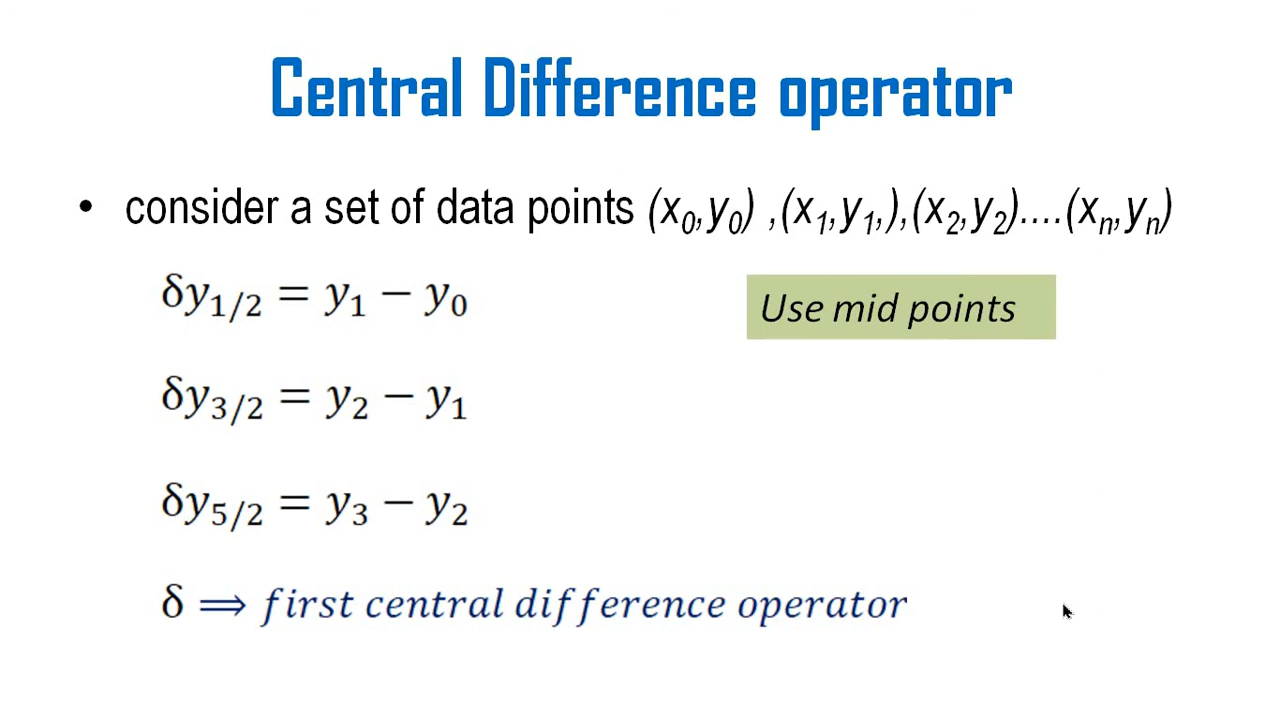 Central Difference operator
• consider a set of data points (x₀,y₀) ,(x₁,y₁,),(x₂,y₂)....(xₙ,yₙ)
δy₁/₂ = y₁ − y₀
Use mid points
δy₃/₂ = y₂ − y₁
δy₅/₂ = y₃ − y₂
δ ⟹ first central difference operator